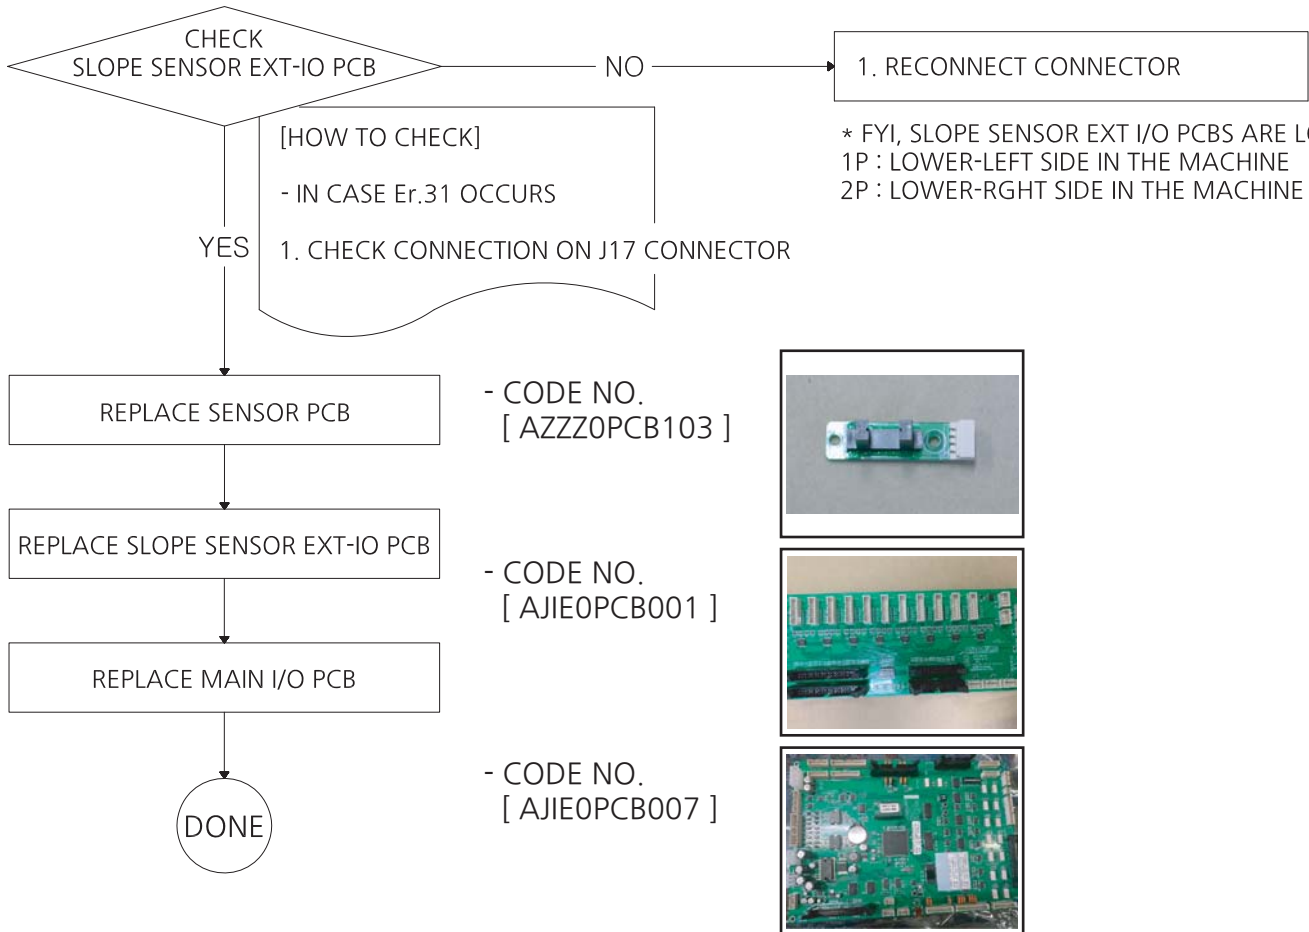 CHECK
SLOPE SENSOR EXT-IO PCB
NO
1. RECONNECT CONNECTOR
* FYI, SLOPE SENSOR EXT I/O PCBS ARE
1P : LOWER-LEFT SIDE IN THE MACHINE
2P : LOWER-RGHT SIDE IN THE MACHINE
[HOW TO CHECK]
- IN CASE Er.31 OCCURS
1. CHECK CONNECTION ON J17 CONNECTOR
YES
REPLACE SENSOR PCB
- CODE NO.
[ AZZZ0PCB103 ]
REPLACE SLOPE SENSOR EXT-IO PCB
- CODE NO.
[ AJIE0PCB001 ]
REPLACE MAIN I/O PCB
- CODE NO.
[ AJIE0PCB007 ]
DONE